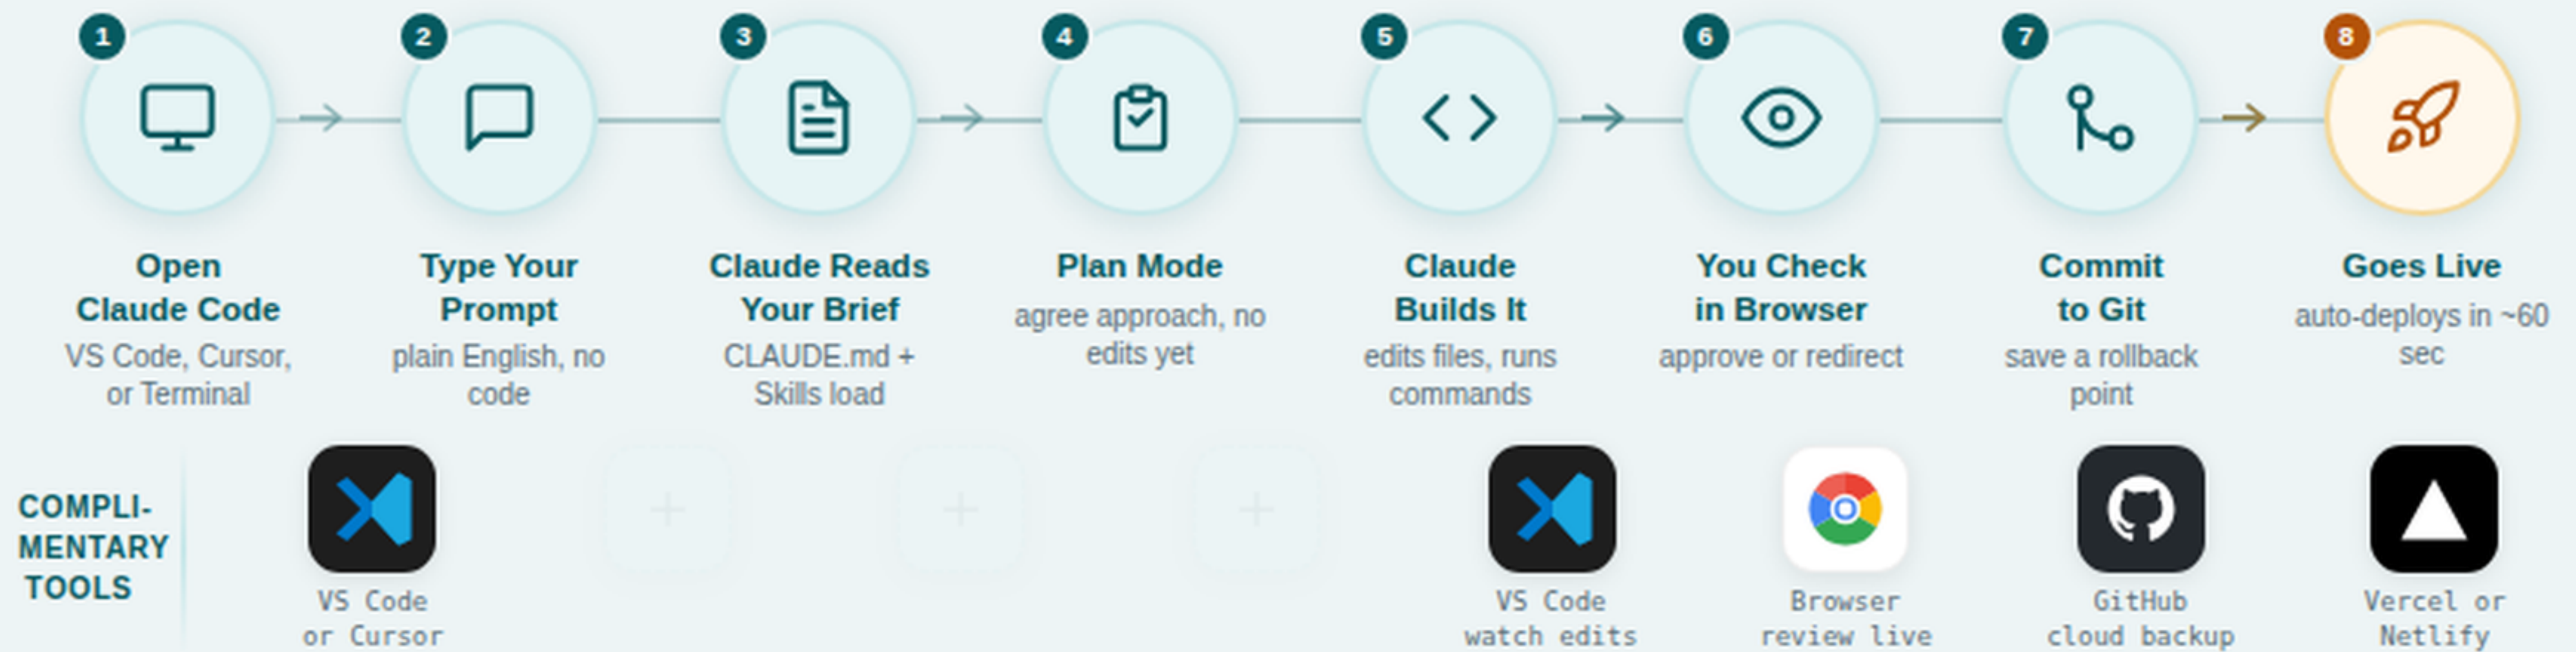 1
2
3
4
5
6
7
8
Open
Claude Code
VS Code, Cursor,
or Terminal
Type Your
Prompt
plain English, no
code
Claude Reads
Your Brief
CLAUDE.md +
Skills load
Plan Mode
agree approach, no
edits yet
Claude
Builds It
edits files, runs
commands
You Check
in Browser
approve or redirect
Commit
to Git
save a rollback
point
Goes Live
auto-deploys in ~60
sec
COMPLI-
MENTARY
TOOLS
VS Code
or Cursor
+
+
+
VS Code
watch edits
Browser
review live
GitHub
cloud backup
Vercel or
Netlify